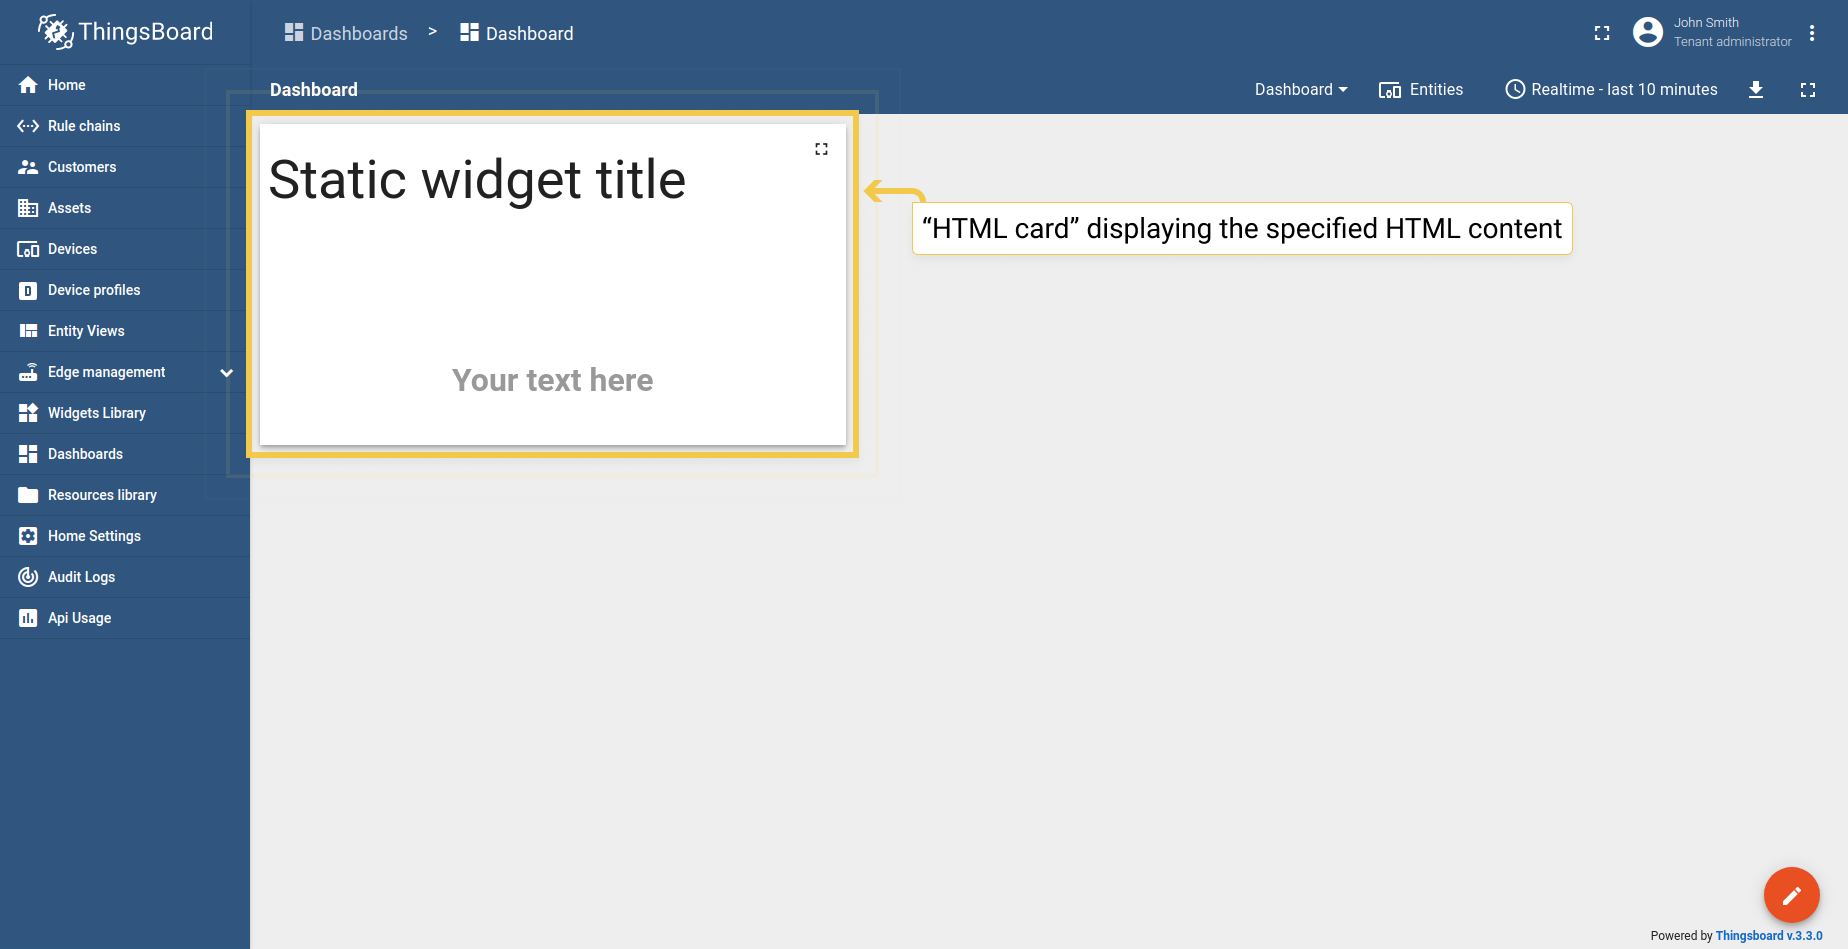 ThingsBoard
Dashboards > Dashboard
John Smith
Tenant administrator
Home
Rule chains
Customers
Assets
Devices
Device profiles
Entity Views
Edge management
Widgets Library
Dashboards
Resources library
Home Settings
Audit Logs
Api Usage
Dashboard
Dashboard
Entities
Realtime - last 10 minutes
Static widget title
Your text here
“HTML card” displaying the specified HTML content
Powered by Thingsboard v.3.3.0